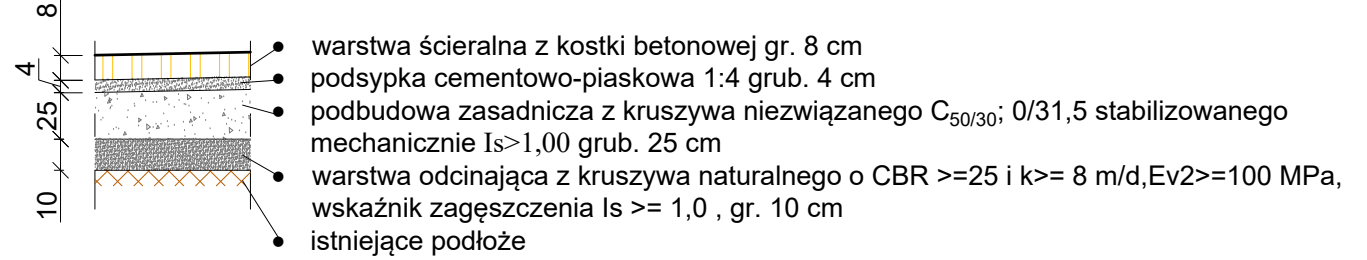 8
4
25
10
warstwa ścieralna z kostki betonowej gr. 8 cm
podsypka cementowo-piaskowa 1:4 grub. 4 cm
podbudowa zasadnicza z kruszywa niezwiązanego C50/30; 0/31,5 stabilizowanego
mechanicznie Is>1,00 grub. 25 cm
warstwa odcinająca z kruszywa naturalnego o CBR >=25 i k>= 8 m/d,Ev2>=100 MPa,
wskaźnik zagęszczenia Is >= 1,0 , gr. 10 cm
istniejące podłoże